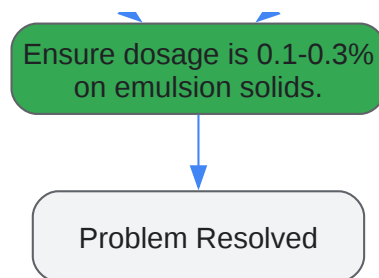 Ensure dosage is 0.1-0.3%
on emulsion solids.
Problem Resolved